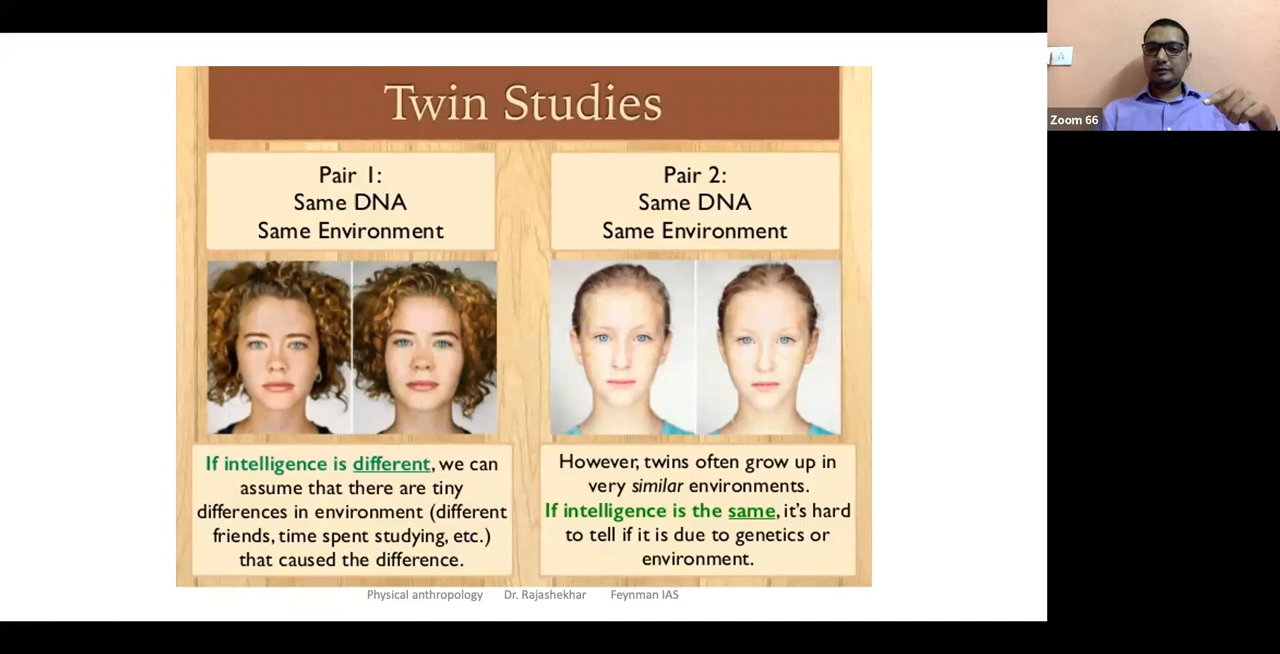 Twin Studies
Pair 1:
Same DNA
Same Environment
If intelligence is different, we can
assume that there are tiny
differences in environment (different
friends, time spent studying, etc.)
that caused the difference.
Pair 2:
Same DNA
Same Environment
However, twins often grow up in
very similar environments.
If intelligence is the same, it's hard
to tell if it is due to genetics or
environment.
Physical anthropology Dr. Rajashekhar Feynman IAS
Zoom 66